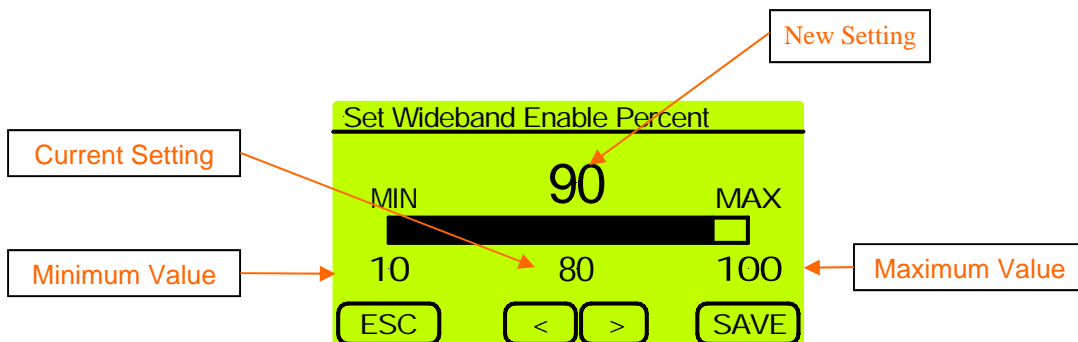 New Setting
Set Wideband Enable Percent
Current Setting
90
MIN
MAX
Minimum Value
10
80
100
Maximum Value
ESC
<
>
SAVE